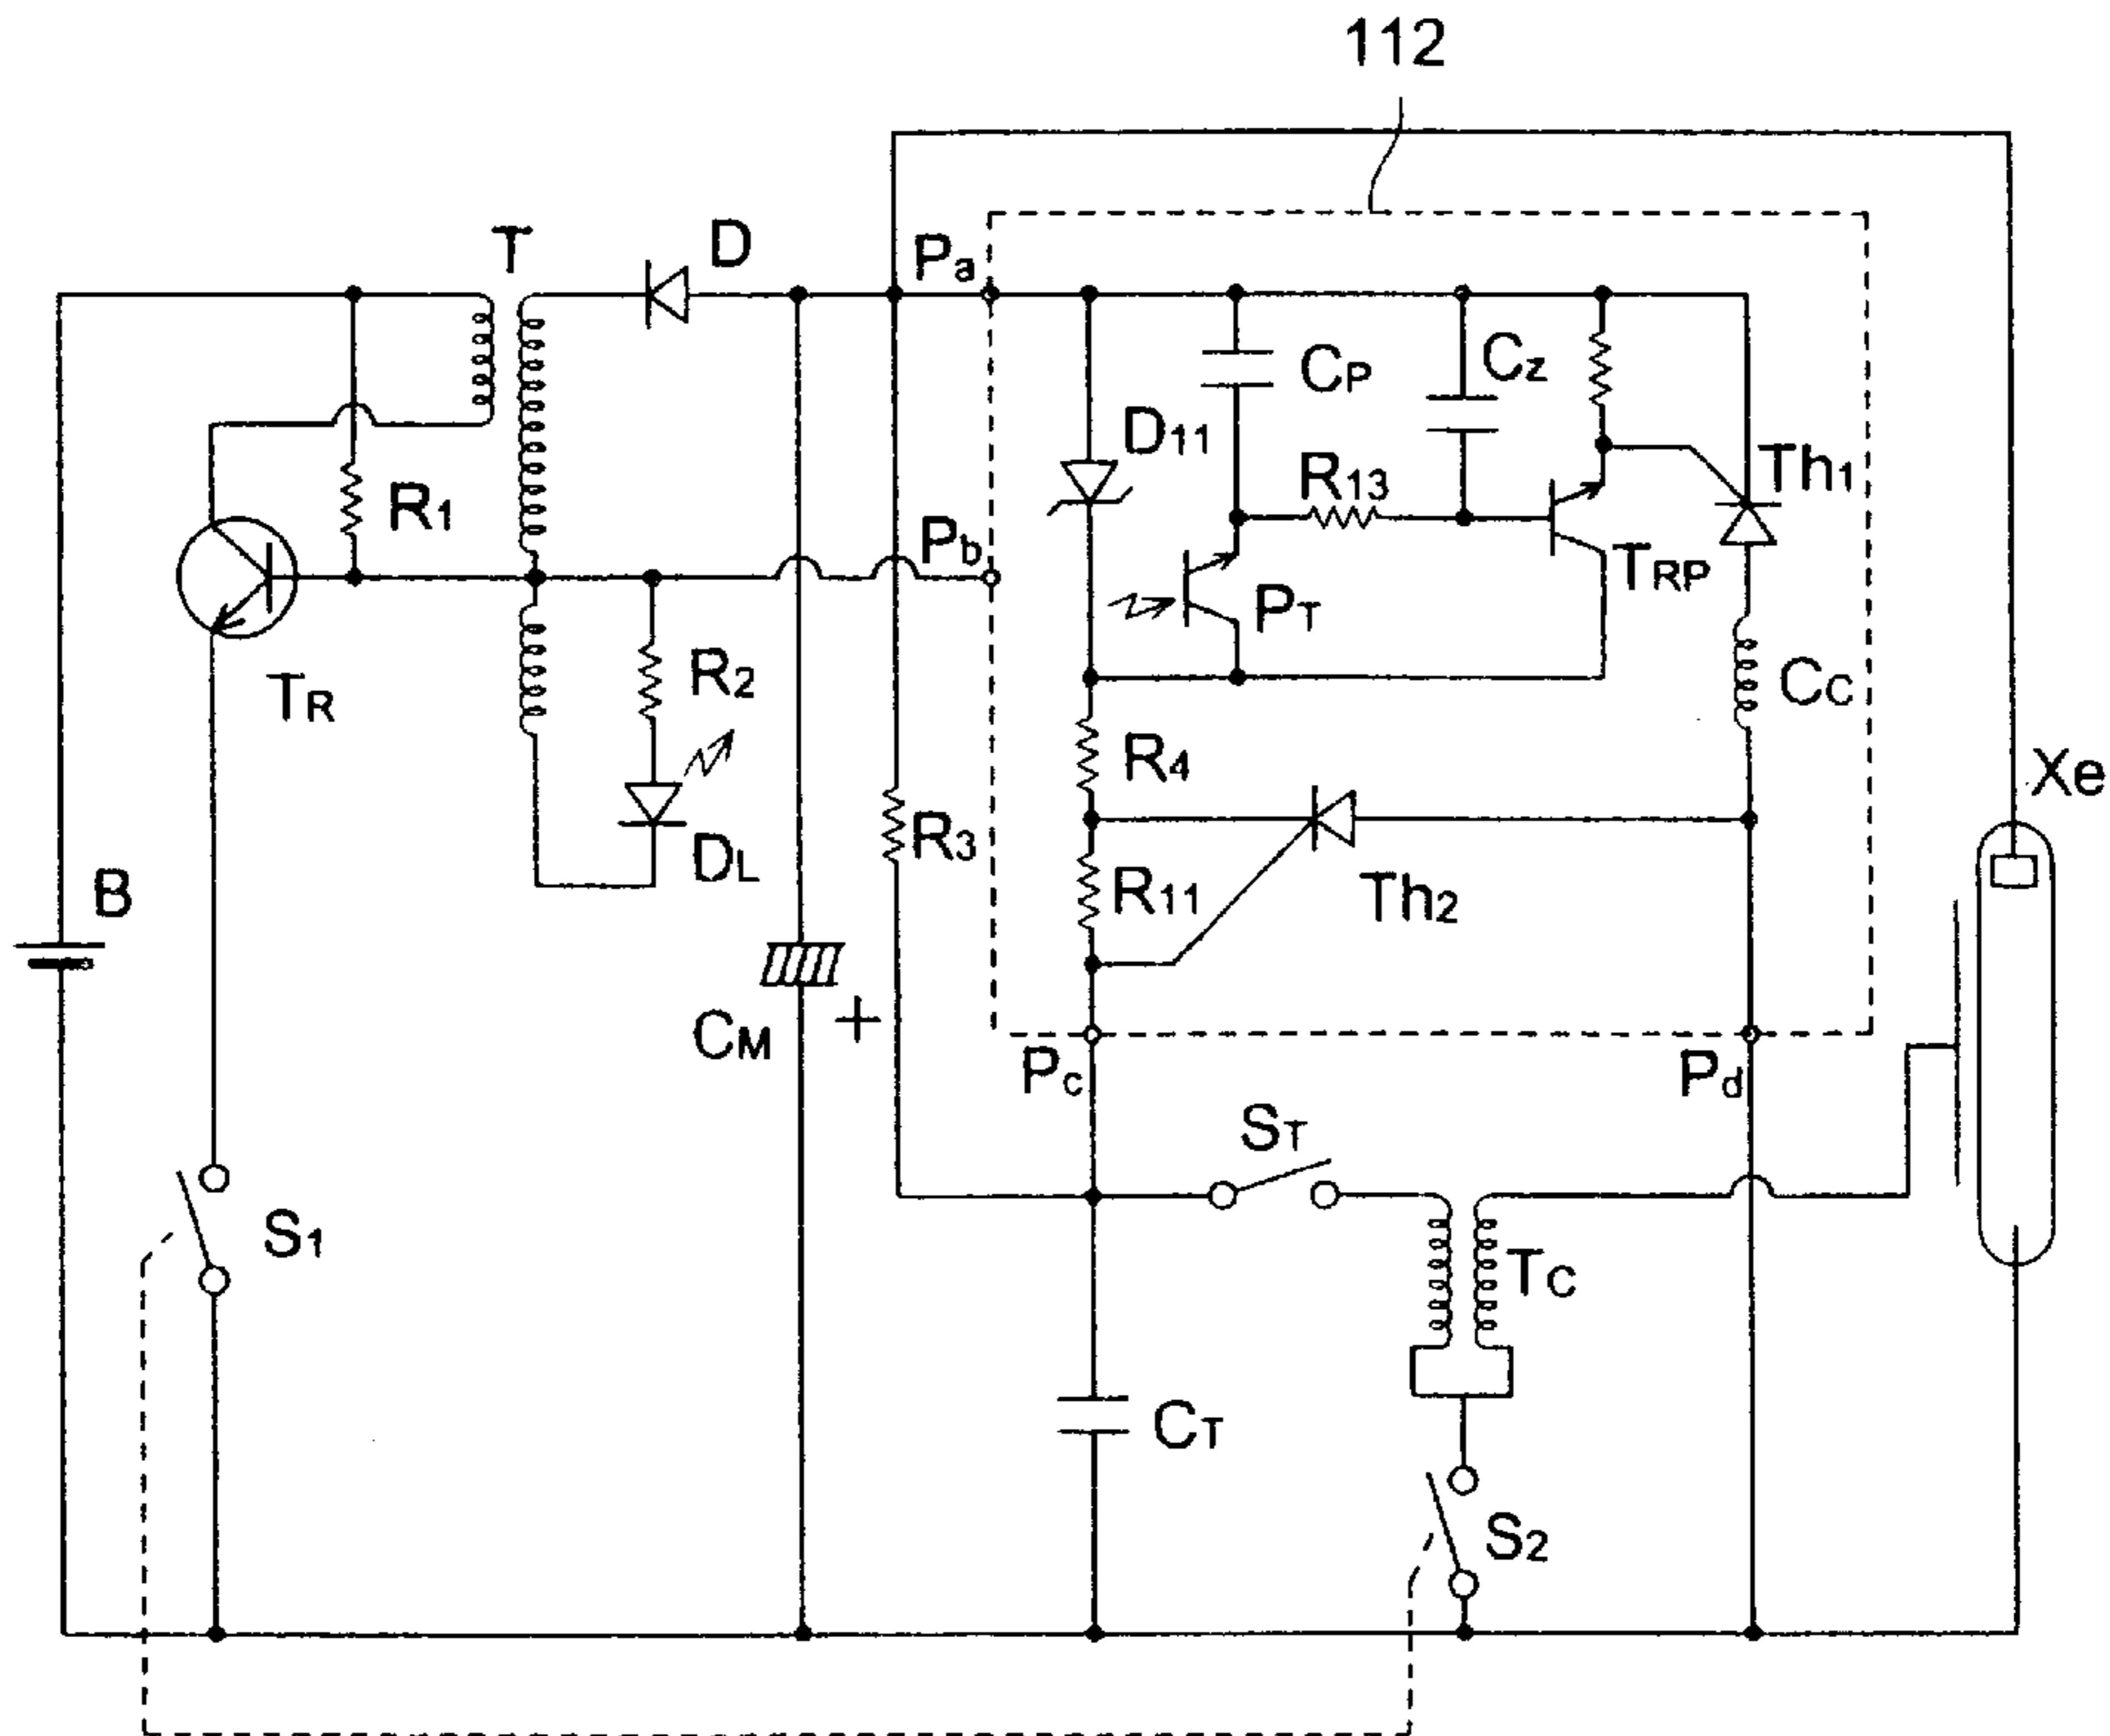 112
T
D
Pa
CP
Cz
D11
R13
Th1
R1
Pb
TRP
PT
TR
R2
CC
R4
Xe
DL
R3
B
R11
Th2
CM
+
Pc
Pd
ST
S1
TC
CT
S2